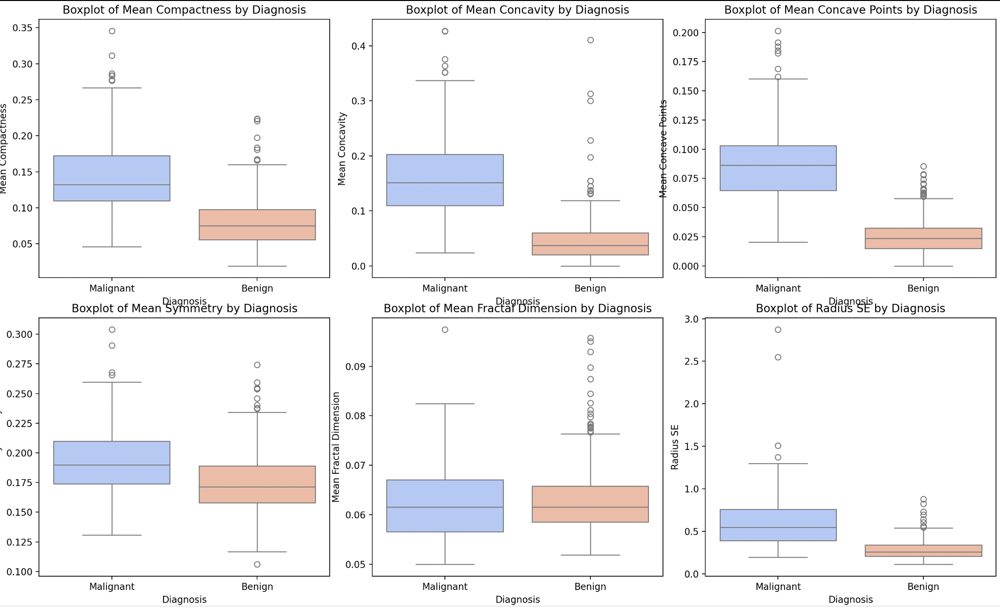 Boxplot of Mean Compactness by Diagnosis
0.35
0.30
0.25
0.20
0.15
0.10
0.05
Mean Compactness
Malignant
Benign
Diagnosis
Boxplot of Mean Concavity by Diagnosis
0.4
0.3
0.2
0.1
0.0
Mean Concavity
Malignant
Benign
Diagnosis
Boxplot of Mean Concave Points by Diagnosis
0.200
0.175
0.150
0.125
0.100
0.075
0.050
0.025
0.000
Mean Concave Points
Malignant
Benign
Diagnosis
Boxplot of Mean Symmetry by Diagnosis
0.300
0.275
0.250
0.225
0.200
0.175
0.150
0.125
0.100
Malignant
Benign
Diagnosis
Boxplot of Mean Fractal Dimension by Diagnosis
0.09
0.08
0.07
0.06
0.05
Mean Fractal Dimension
Malignant
Benign
Diagnosis
Boxplot of Radius SE by Diagnosis
3.0
2.5
2.0
1.5
1.0
0.5
0.0
Radius SE
Malignant
Benign
Diagnosis